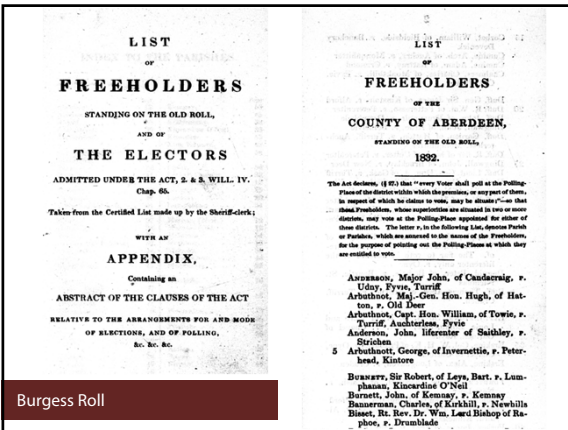 LIST
OF
FREEHOLDERS
STANDING ON THE OLD ROLL,
AND OF
THE ELECTORS
ADMITTED UNDER THE ACT, 2. & 3. WILL. IV.
Chap. 65.
Taken from the Certified List made up by the Sheriff-clerk;
WITH AN
APPENDIX,
Containing an
ABSTRACT OF THE CLAUSES OF THE ACT
RELATIVE TO THE ARRANGEMENTS FOR AND MODE
OF ELECTIONS, AND OF POLLING,
&c. &c. &c.
Burgess Roll
LIST
OF
FREEHOLDERS
OF THE
COUNTY OF ABERDEEN,
STANDING ON THE OLD ROLL,
1832.
The Act declares, (§ 27.) that "every Voter shall poll at the Polling-
Place of the district within which the premises, or any part of them,
in respect of which he claims to vote, may be situate;"—so that
those Freeholders, whose superiorities are situated in two or more
districts, may vote at the Polling-Place appointed for either of
these districts. The letter P. in the following List, denotes Parish
or Parishes, which are annexed to the names of the Freeholders,
for the purpose of pointing out the Polling-Places at which they
are entitled to vote.
ANDERSON, Major John, of Candacraig, P.
Udny, Fyvie, Turriff
Arbuthnot, Maj.-Gen. Hon. Hugh, of Hat-
ton, P. Old Deer
Arbuthnot, Capt. Hon. William, of Towie, P.
Turriff, Auchterless, Fyvie
Anderson, John, liferenter of Saithley, P.
Strichen
5 Arbuthnott, George, of Invernettie, P. Peter-
head, Kintore
BURNETT, Sir Robert, of Leys, Bart. P. Lum-
phanan, Kincardine O'Neil
Burnett, John, of Kemnay, P. Kemnay
Bannerman, Charles, of Kirkhill, P. Newhills
Bisset, Rt. Rev. Dr. Wm. Lord Bishop of Ra-
phoe, P. Drumblade